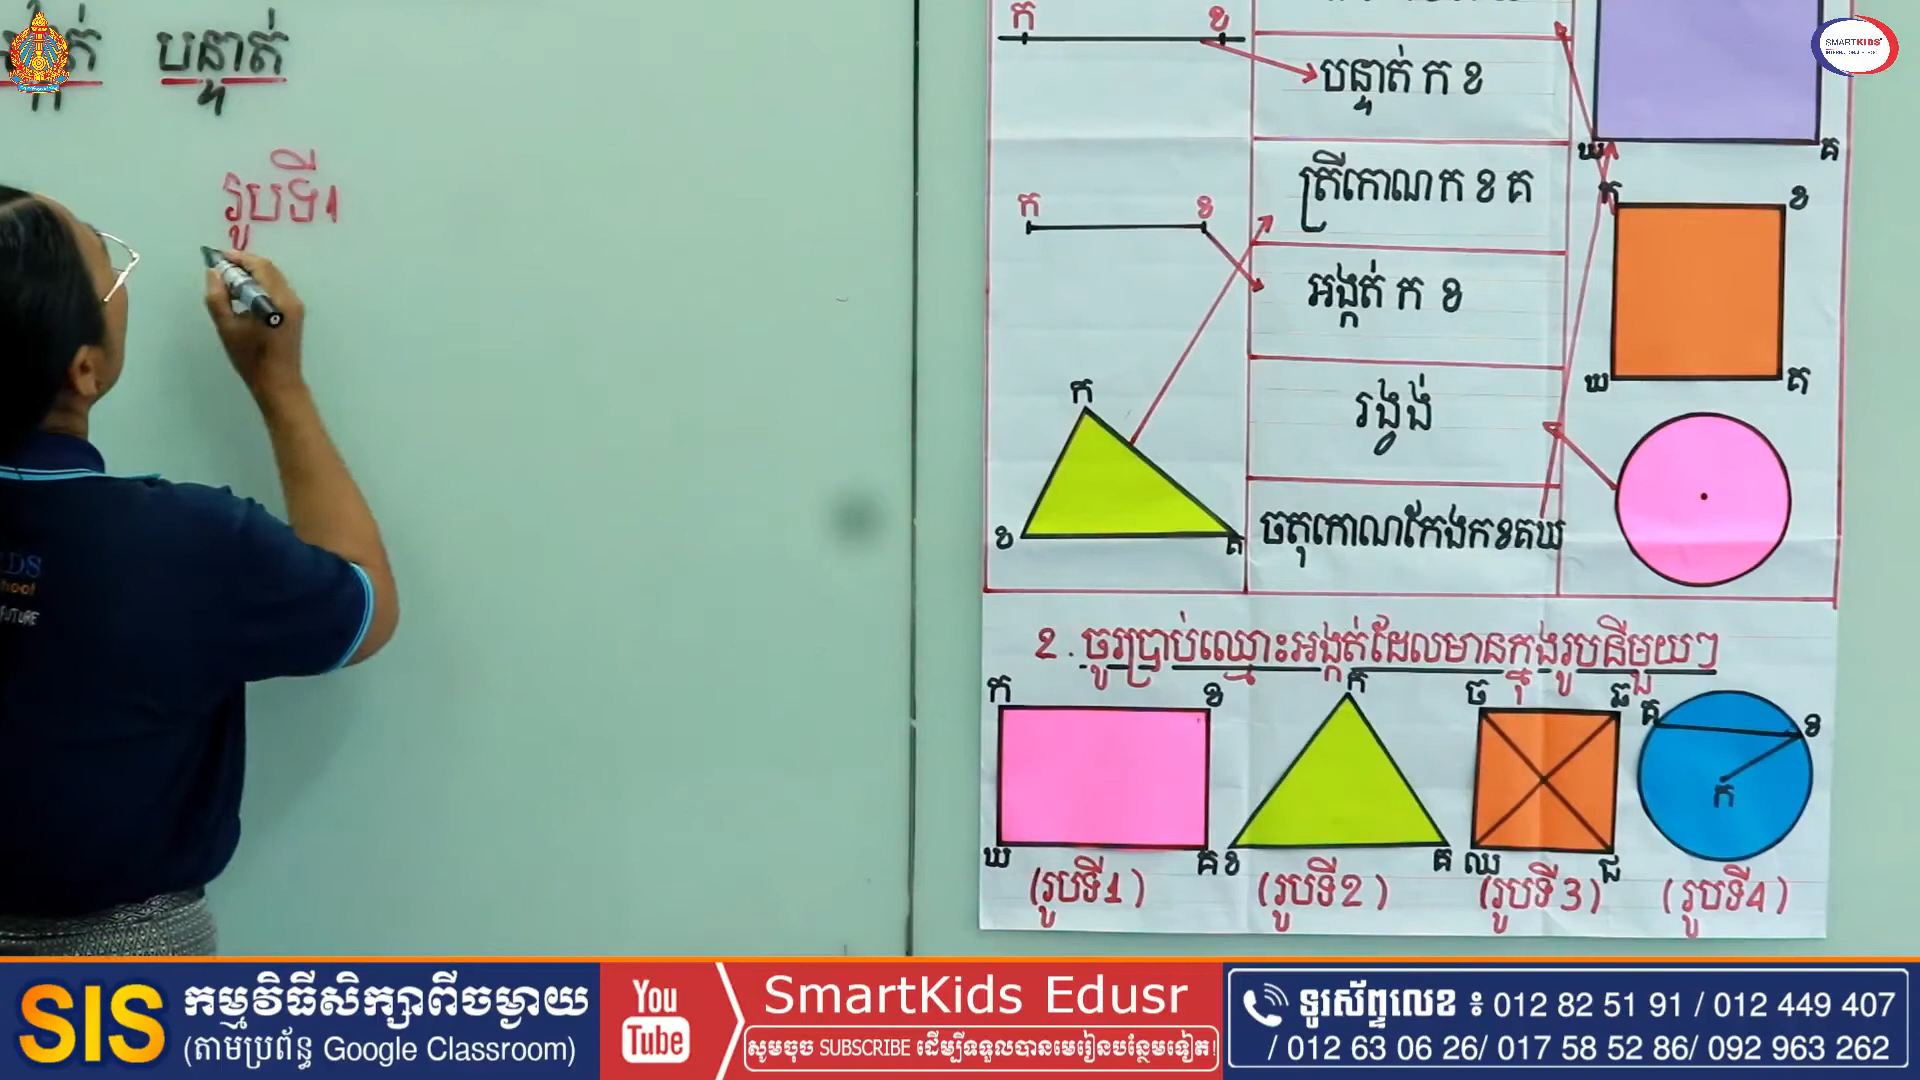 បន្ទាត់
រូបទី1
ក ខ
បន្ទាត់ ក ខ
ឃ គ
ត្រីកោណ ក ខ គ
ក ខ
ក ខ
អង្កត់ ក ខ
ឃ គ
ក
រង្វង់
ខ គ
ចតុកោណកែងកខគឃ
2. ចូរប្រាប់ឈ្មោះអង្កត់ដែលមានក្នុងរូបនីមួយៗ
ក ខ
ក
ច ឆ
គ ខ
ក
ឃ គ
ខ គ
ឈ ជ
(រូបទី1)
(រូបទី2)
(រូបទី3)
(រូបទី4)
SMARTKIDS
SIS
កម្មវិធីសិក្សាពីចម្ងាយ
(តាមប្រព័ន្ធ Google Classroom)
You
Tube
SmartKids Edusr
សូមចុច SUBSCRIBE ដើម្បីទទួលបានមេរៀនបន្ថែមទៀត!
ទូរស័ព្ទលេខ ៖ 012 82 51 91 / 012 449 407
/ 012 63 06 26/ 017 58 52 86/ 092 963 262